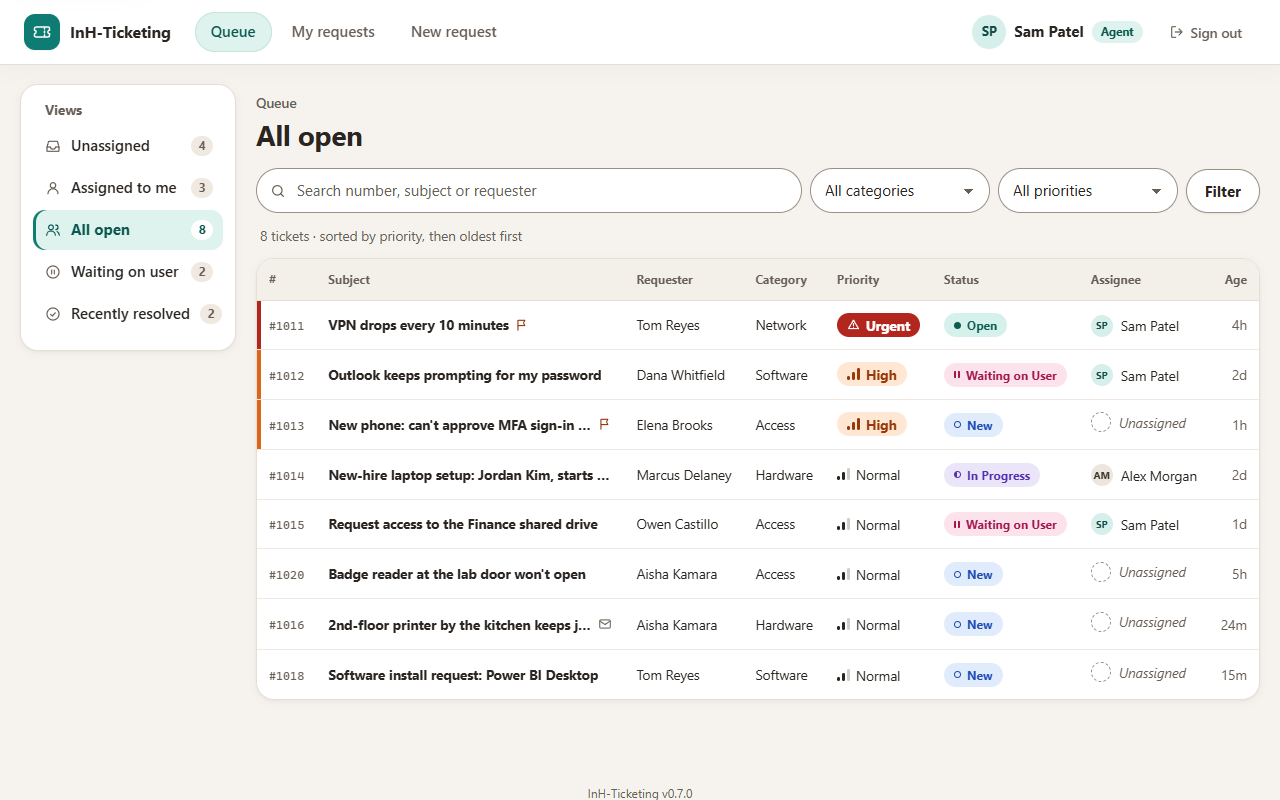 InH-Ticketing Queue My requests New request SP Sam Patel Agent Sign out
Views
Unassigned 4
Assigned to me 3
All open 8
Waiting on user 2
Recently resolved 2
Queue
All open
Search number, subject or requester All categories All priorities Filter
8 tickets · sorted by priority, then oldest first
# Subject Requester Category Priority Status Assignee Age
#1011 VPN drops every 10 minutes Tom Reyes Network Urgent Open SP Sam Patel 4h
#1012 Outlook keeps prompting for my password Dana Whitfield Software High Waiting on User SP Sam Patel 2d
#1013 New phone: can't approve MFA sign-in ... Elena Brooks Access High New Unassigned 1h
#1014 New-hire laptop setup: Jordan Kim, starts ... Marcus Delaney Hardware Normal In Progress AM Alex Morgan 2d
#1015 Request access to the Finance shared drive Owen Castillo Access Normal Waiting on User SP Sam Patel 1d
#1020 Badge reader at the lab door won't open Aisha Kamara Access Normal New Unassigned 5h
#1016 2nd-floor printer by the kitchen keeps j... Aisha Kamara Hardware Normal New Unassigned 24m
#1018 Software install request: Power BI Desktop Tom Reyes Software Normal New Unassigned 15m
InH-Ticketing v0.7.0